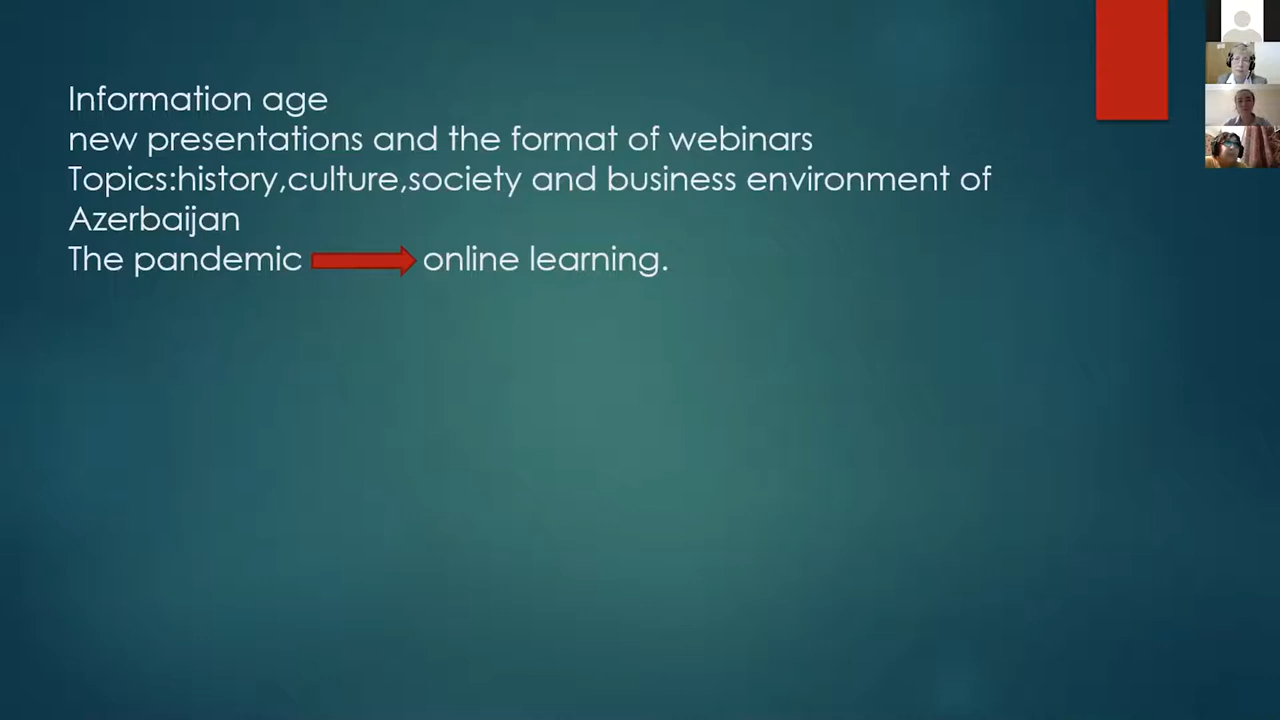 Information age
new presentations and the format of webinars
Topics:history,culture,society and business environment of
Azerbaijan
The pandemic online learning.